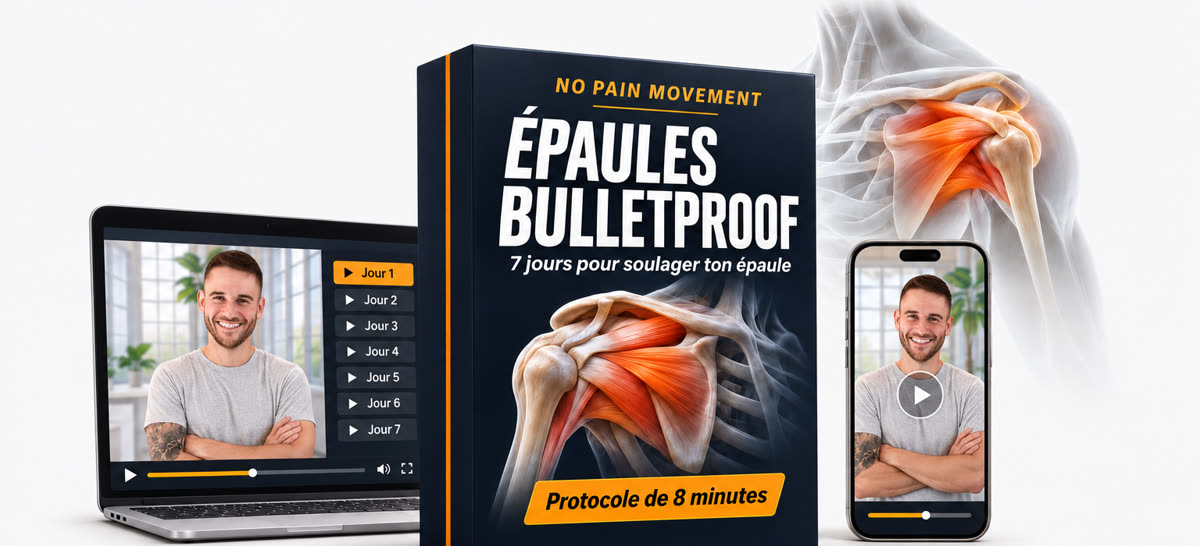 NO PAIN MOVEMENT
ÉPAULES
BULLETPROOF
7 jours pour soulager ton épaule
Protocole de 8 minutes
Jour 1
Jour 2
Jour 3
Jour 4
Jour 5
Jour 6
Jour 7